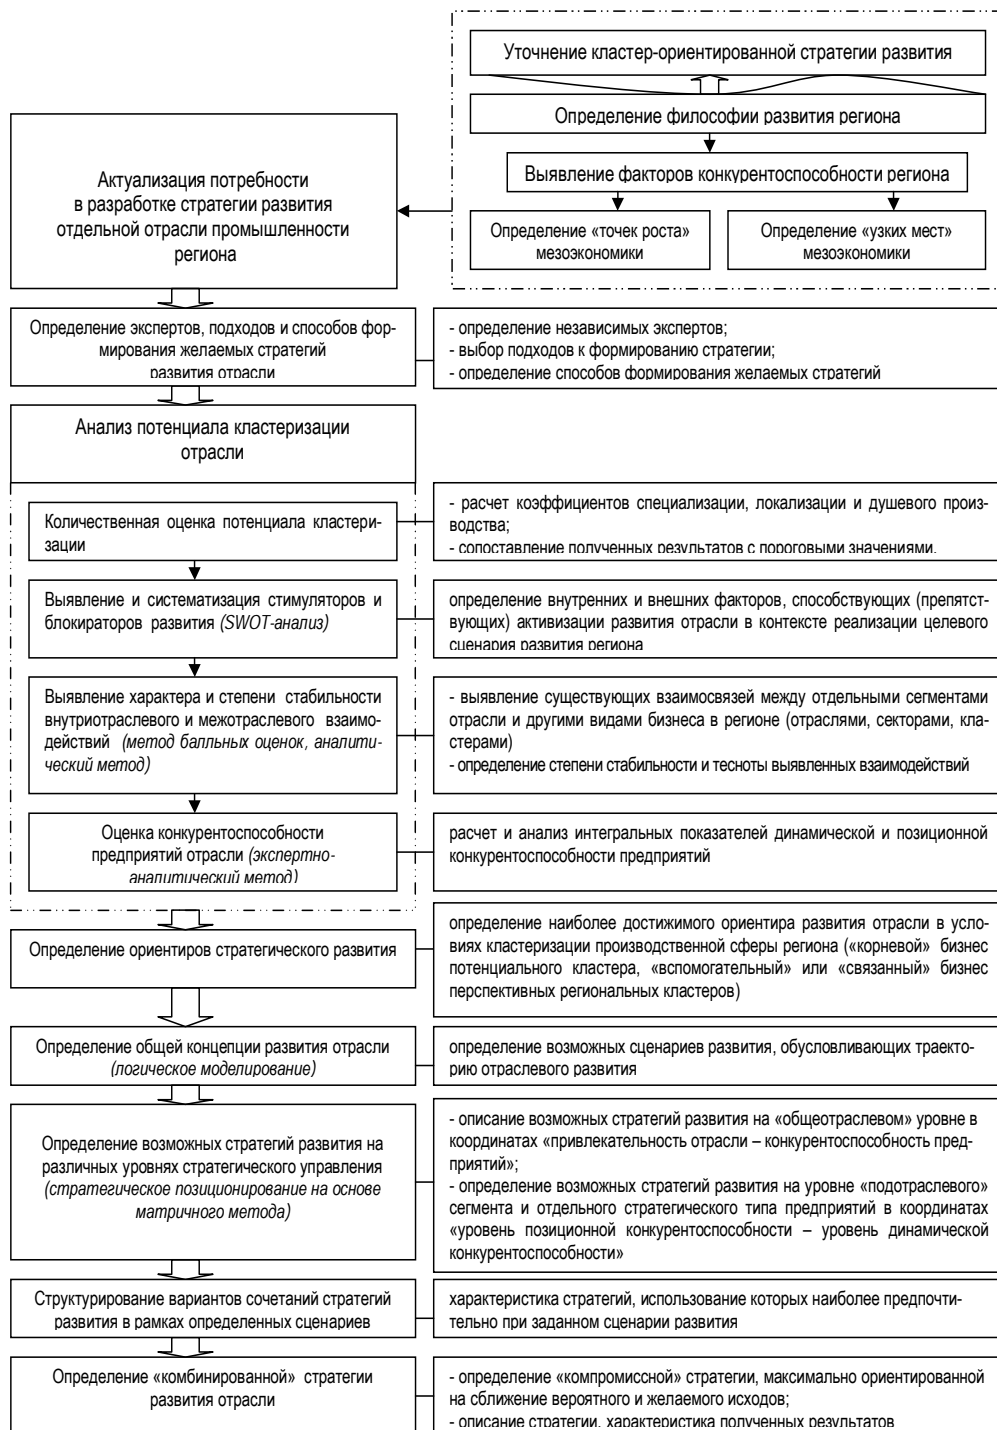 Уточнение кластер-ориентированной стратегии развития
Определение философии развития региона
Выявление факторов конкурентоспособности региона
Определение «точек роста»
мезоэкономики
Определение «узких мест»
мезоэкономики
Актуализация потребности
в разработке стратегии развития
отдельной отрасли промышленности
региона
Определение экспертов, подходов и способов фор-
мирования желаемых стратегий
развития отрасли
- определение независимых экспертов;
- выбор подходов к формированию стратегии;
- определение способов формирования желаемых стратегий
Анализ потенциала кластеризации
отрасли
Количественная оценка потенциала кластери-
зации
- расчет коэффициентов специализации, локализации и душевого произ-
водства;
- сопоставление полученных результатов с пороговыми значениями.
Выявление и систематизация стимуляторов и
блокираторов развития (SWOT-анализ)
определение внутренних и внешних факторов, способствующих (препятст-
вующих) активизации развития отрасли в контексте реализации целевого
сценария развития региона
Выявление характера и степени стабильности
внутриотраслевого и межотраслевого взаимо-
действий (метод балльных оценок, аналити-
ческий метод)
- выявление существующих взаимосвязей между отдельными сегментами
отрасли и другими видами бизнеса в регионе (отраслями, секторами, кла-
стерами)
- определение степени стабильности и тесноты выявленных взаимодействий
Оценка конкурентоспособности
предприятий отрасли (экспертно-
аналитический метод)
расчет и анализ интегральных показателей динамической и позиционной
конкурентоспособности предприятий
Определение ориентиров стратегического развития
определение наиболее достижимого ориентира развития отрасли в усло-
виях кластеризации производственной сферы региона («корневой» бизнес
потенциального кластера, «вспомогательный» или «связанный» бизнес
перспективных региональных кластеров)
Определение общей концепции развития отрасли
(логическое моделирование)
определение возможных сценариев развития, обусловливающих траекто-
рию отраслевого развития
Определение возможных стратегий развития на
различных уровнях стратегического управления
(стратегическое позиционирование на основе
матричного метода)
- описание возможных стратегий развития на «общеотраслевом» уровне в
координатах «привлекательность отрасли – конкурентоспособность пред-
приятий»;
- определение возможных стратегий развития на уровне «подотраслевого»
сегмента и отдельного стратегического типа предприятий в координатах
«уровень позиционной конкурентоспособности – уровень динамической
конкурентоспособности»
Структурирование вариантов сочетаний стратегий
развития в рамках определенных сценариев
характеристика стратегий, использование которых наиболее предпочти-
тельно при заданном сценарии развития
Определение «комбинированной» стратегии
развития отрасли
- определение «компромиссной» стратегии, максимально ориентированной
на сближение вероятного и желаемого исходов;
- описание стратегии, характеристика полученных результатов